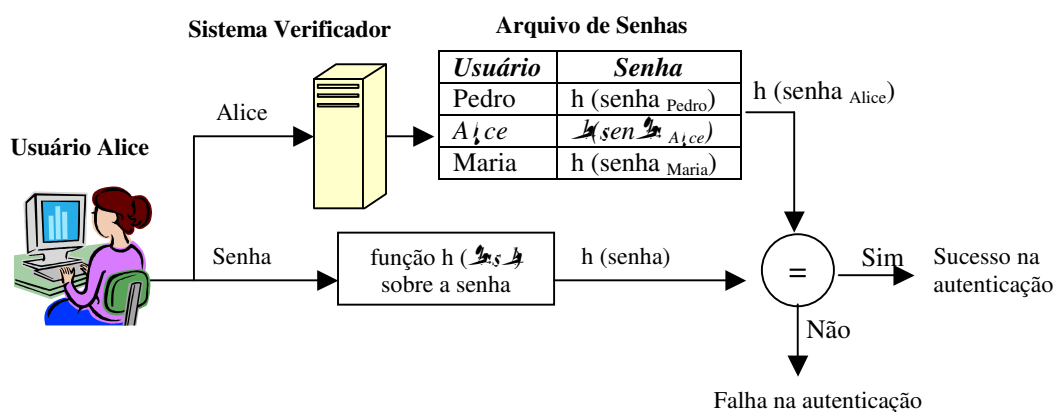 Sistema Verificador
Arquivo de Senhas
Usuário Senha
Pedro h (senha Pedro)
Maria h (senha Maria)
h (senha Alice)
Alice
Usuário Alice
Senha
função h (
sobre a senha
h (senha)
=
Sim
Sucesso na
autenticação
Não
Falha na autenticação